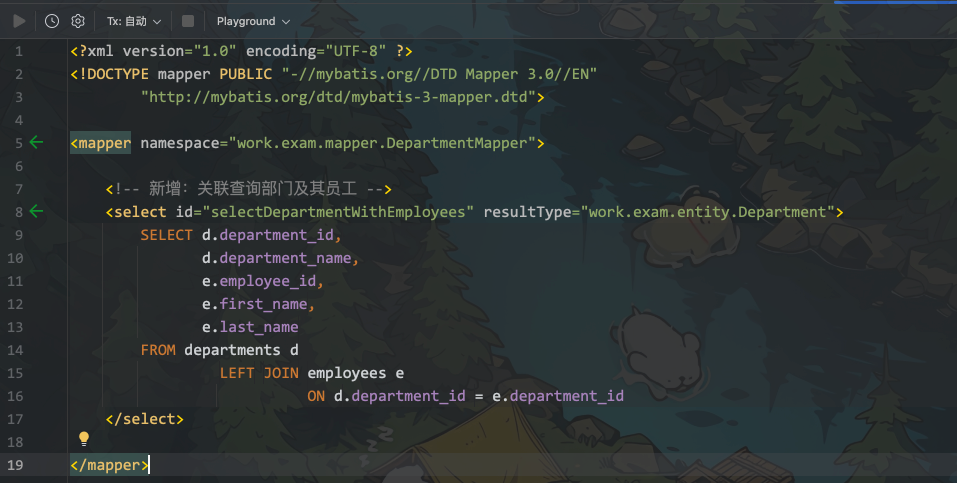 Tx: 自动 Playground
1 <?xml version="1.0" encoding="UTF-8" ?>
2 <!DOCTYPE mapper PUBLIC "-//mybatis.org//DTD Mapper 3.0//EN"
3 "http://mybatis.org/dtd/mybatis-3-mapper.dtd">
4
5 <mapper namespace="work.exam.mapper.DepartmentMapper">
6
7 <!-- 新增：关联查询部门及其员工 -->
8 <select id="selectDepartmentWithEmployees" resultType="work.exam.entity.Department">
9 SELECT d.department_id,
10 d.department_name,
11 e.employee_id,
12 e.first_name,
13 e.last_name
14 FROM departments d
15 LEFT JOIN employees e
16 ON d.department_id = e.department_id
17 </select>
18
19 </mapper>